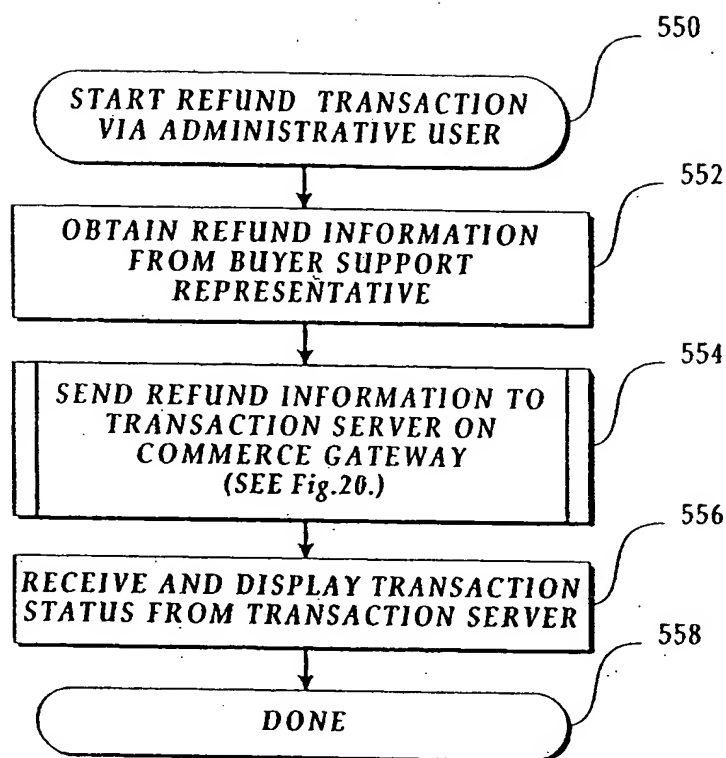 550
START REFUND TRANSACTION
VIA ADMINISTRATIVE USER
552
OBTAIN REFUND INFORMATION
FROM BUYER SUPPORT
REPRESENTATIVE
554
SEND REFUND INFORMATION TO
TRANSACTION SERVER ON
COMMERCE GATEWAY
(SEE Fig.20.)
556
RECEIVE AND DISPLAY TRANSACTION
STATUS FROM TRANSACTION SERVER
558
DONE